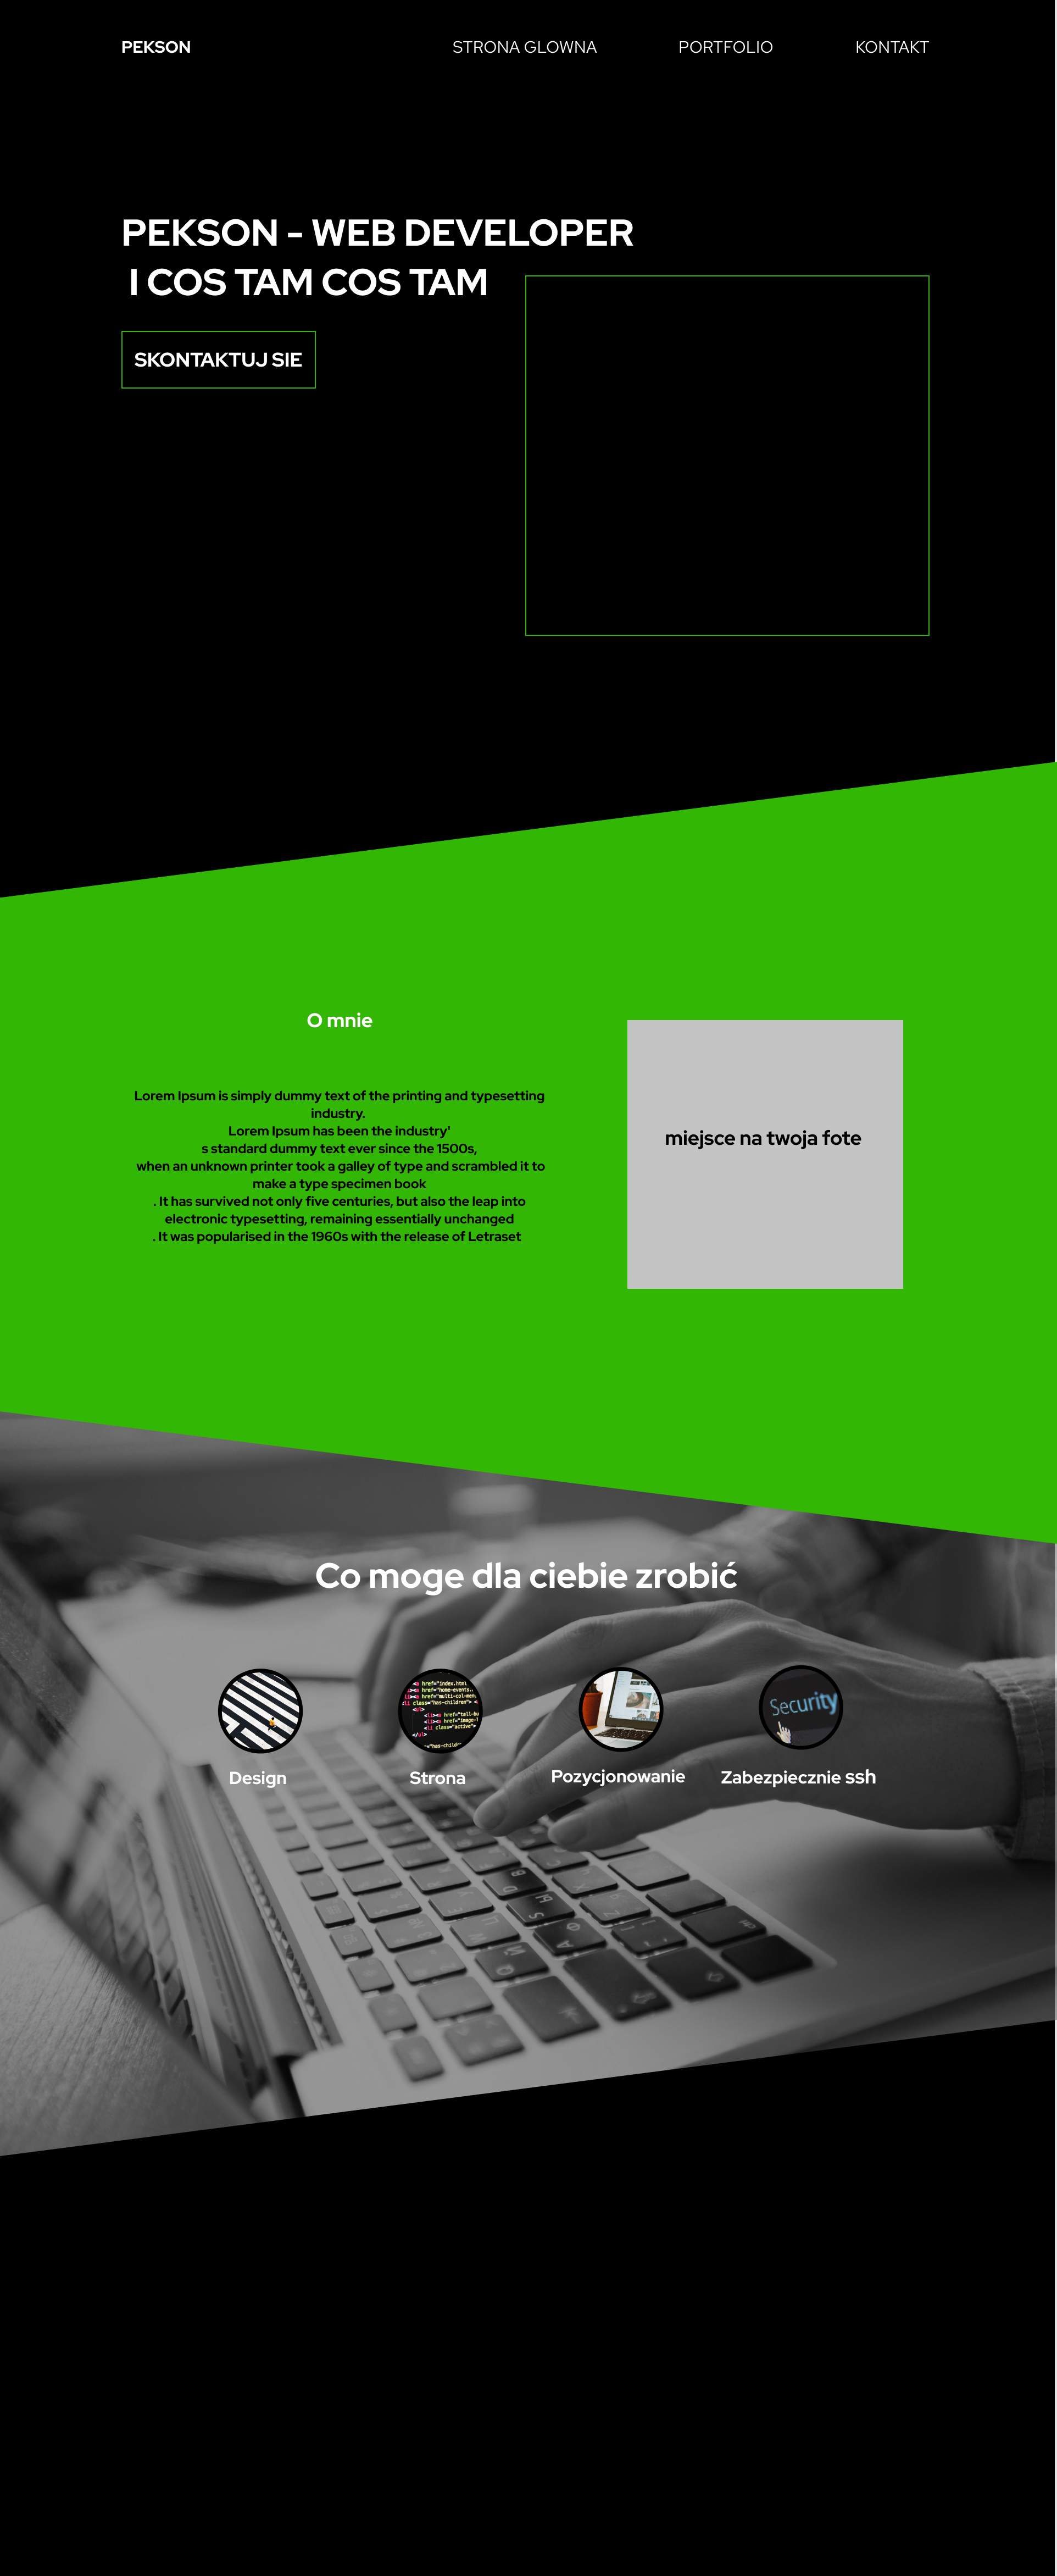 PEKSON
STRONA GLOWNA
PORTFOLIO
KONTAKT
PEKSON - WEB DEVELOPER
I COS TAM COS TAM
SKONTAKTUJ SIE
O mnie
Lorem Ipsum is simply dummy text of the printing and typesetting
industry.
Lorem Ipsum has been the industry'
s standard dummy text ever since the 1500s,
when an unknown printer took a galley of type and scrambled it to
make a type specimen book
. It has survived not only five centuries, but also the leap into
electronic typesetting, remaining essentially unchanged
. It was popularised in the 1960s with the release of Letraset
miejsce na twoja fote
Co moge dla ciebie zrobić
Security
Design
Strona
Pozycjonowanie
Zabezpiecznie ssh